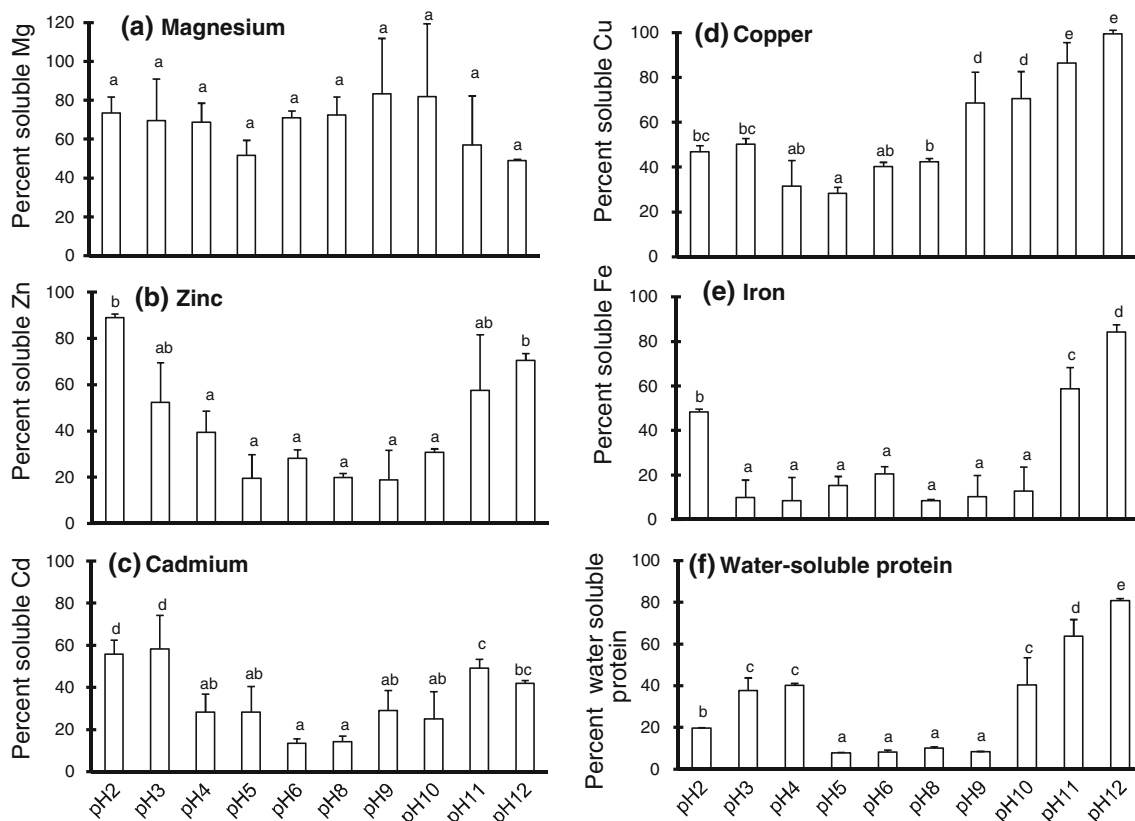 (a) Magnesium
Percent soluble Mg
120
100
80
60
40
20
0
a a a a a a a a a a
(b) Zinc
Percent soluble Zn
100
80
60
40
20
0
b ab a a a a a a ab b
(c) Cadmium
Percent soluble Cd
100
80
60
40
20
0
d d ab ab a a ab ab c bc
pH2 pH3 pH4 pH5 pH6 pH8 pH9 pH10 pH11 pH12
(d) Copper
Percent soluble Cu
100
80
60
40
20
0
bc bc ab a ab b d d e e
(e) Iron
Percent soluble Fe
100
80
60
40
20
0
b a a a a a a a c d
(f) Water-soluble protein
Percent water soluble
protein
100
80
60
40
20
0
b c c a a a a c d e
pH2 pH3 pH4 pH5 pH6 pH8 pH9 pH10 pH11 pH12